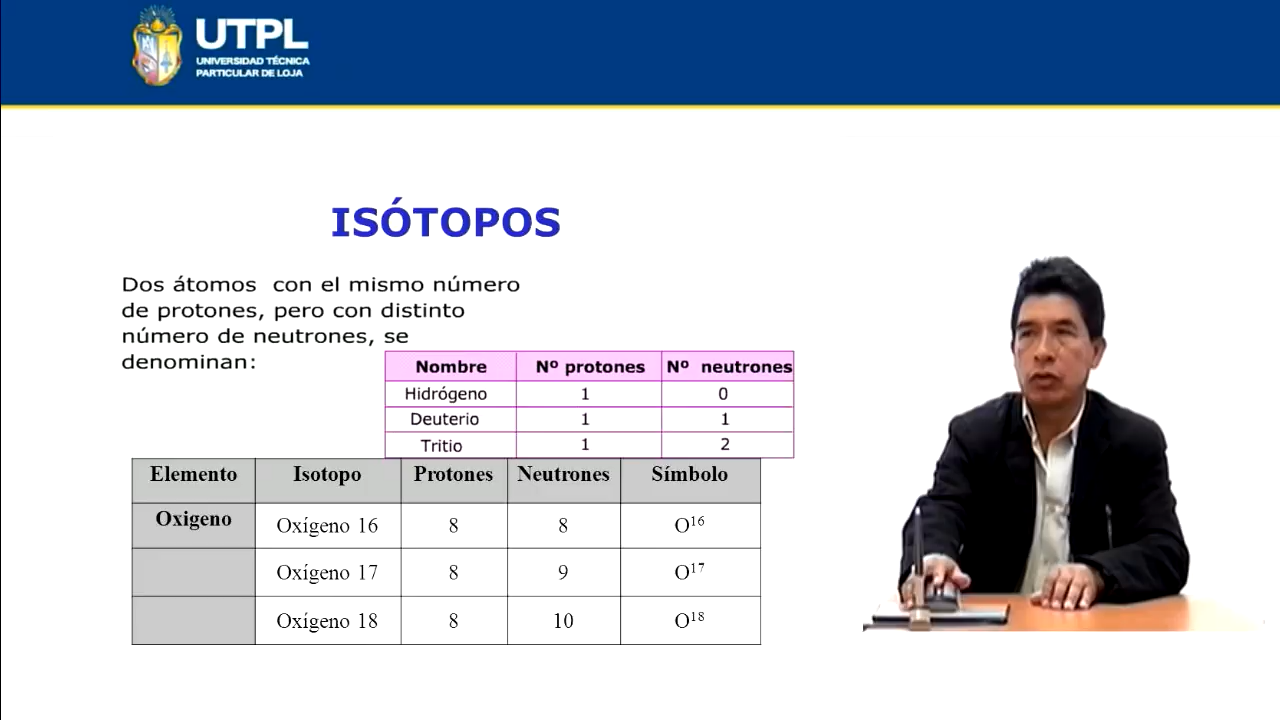 UTPL
UNIVERSIDAD TÉCNICA
PARTICULAR DE LOJA
ISÓTOPOS
Dos átomos con el mismo número
de protones, pero con distinto
número de neutrones, se
denominan:
Nombre Nº protones Nº neutrones
Hidrógeno 1 0
Deuterio 1 1
Tritio 1 2
Elemento Isotopo Protones Neutrones Símbolo
Oxigeno Oxígeno 16 8 8 O¹⁶
Oxígeno 17 8 9 O¹⁷
Oxígeno 18 8 10 O¹⁸